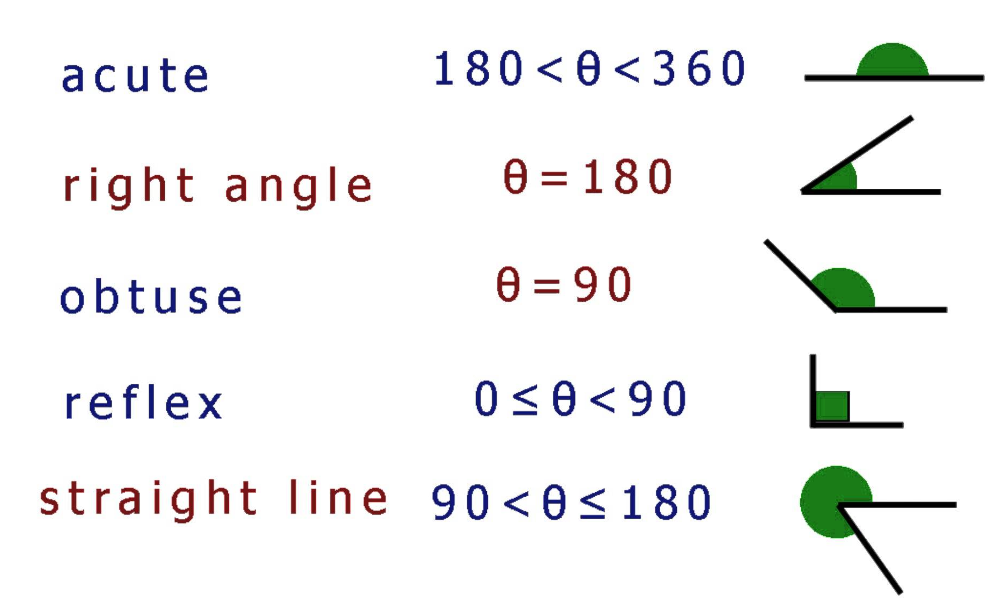 acute 180<θ<360
right angle θ=180
obtuse θ=90
reflex 0≤θ<90
straight line 90<θ≤180